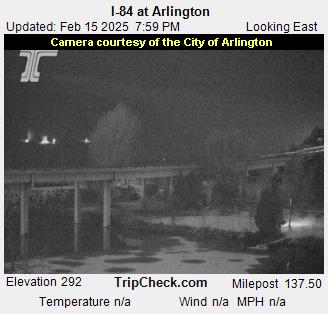 I-84 at Arlington
Updated: Feb 15 2025 7:59 PM Looking East
Camera courtesy of the City of Arlington
Elevation 292 TripCheck.com Milepost 137.50
Temperature n/a Wind n/a MPH n/a